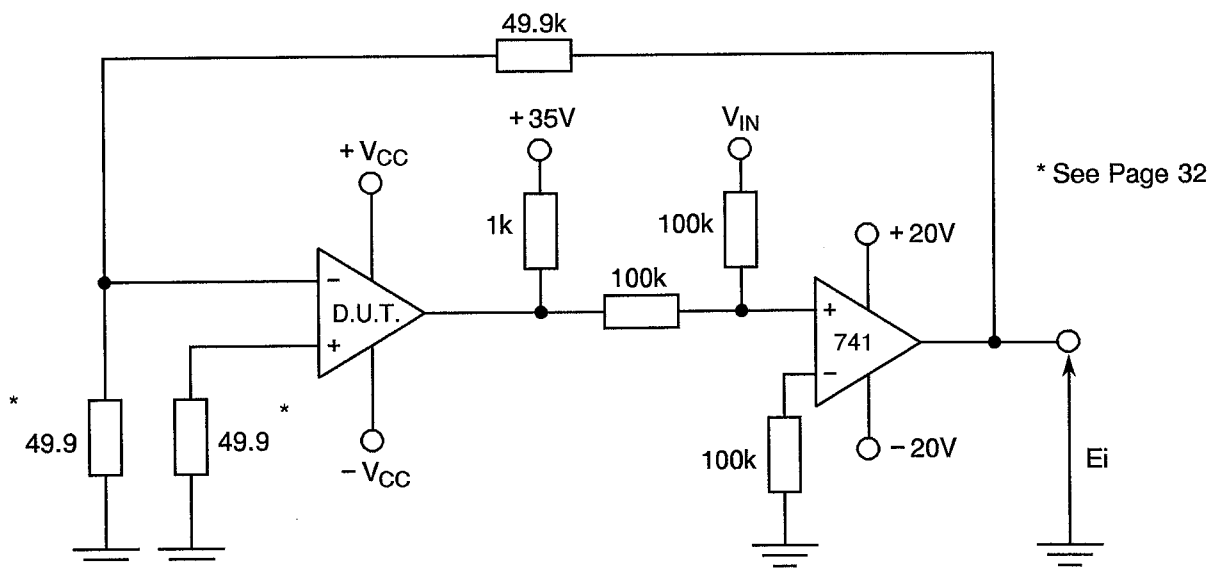 49.9k
+35V
V_IN
+V_CC
* See Page 32
1k
100k
+20V
100k
−
D.U.T.
+
+
741
−
*
*
49.9
49.9
−V_CC
100k
−20V
Ei